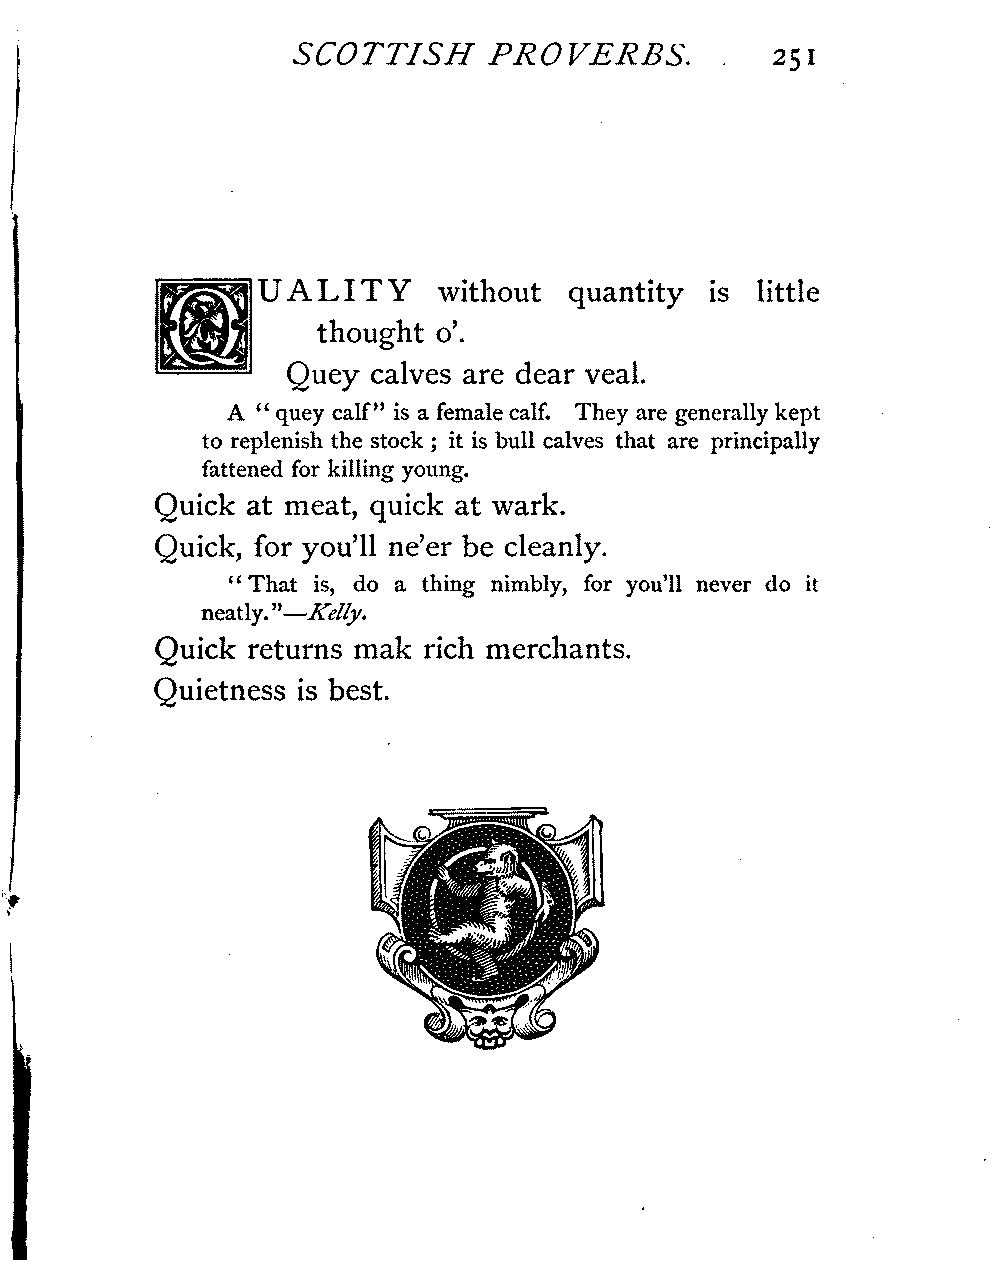 SCOTTISH PROVERBS. 251
QUALITY without quantity is little
thought o'.
Quey calves are dear veal.
A "quey calf" is a female calf. They are generally kept
to replenish the stock; it is bull calves that are principally
fattened for killing young.
Quick at meat, quick at wark.
Quick, for you'll ne'er be cleanly.
"That is, do a thing nimbly, for you'll never do it
neatly."—Kelly.
Quick returns mak rich merchants.
Quietness is best.